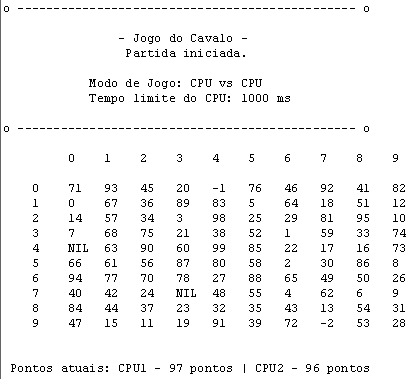 o ----------------------------------------------- o
- Jogo do Cavalo -
Partida iniciada.
Modo de Jogo: CPU vs CPU
Tempo limite do CPU: 1000 ms
o ----------------------------------------------- o
0 1 2 3 4 5 6 7 8 9
0 71 93 45 20 -1 76 46 92 41 82
1 0 67 36 89 83 5 64 18 51 12
2 14 57 34 3 98 25 29 81 95 10
3 7 68 75 21 38 52 1 59 33 74
4 NIL 63 90 60 99 85 22 17 16 73
5 66 61 56 87 80 58 2 30 86 8
6 94 77 70 78 27 88 65 49 50 26
7 40 42 24 NIL 48 55 4 62 6 9
8 84 44 37 23 32 35 43 13 54 31
9 47 15 11 19 91 39 72 -2 53 28
Pontos atuais: CPU1 - 97 pontos | CPU2 - 96 pontos